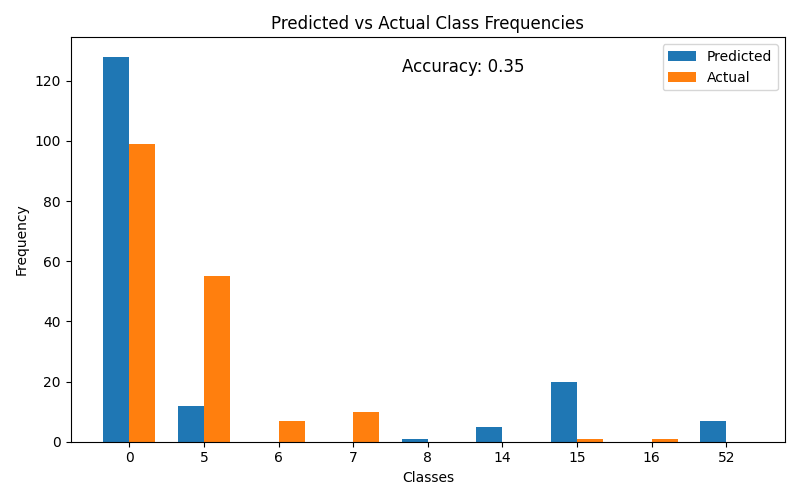 Predicted vs Actual Class Frequencies
Accuracy: 0.35
Predicted
Actual
Frequency
120
100
80
60
40
20
0
0 5 6 7 8 14 15 16 52
Classes